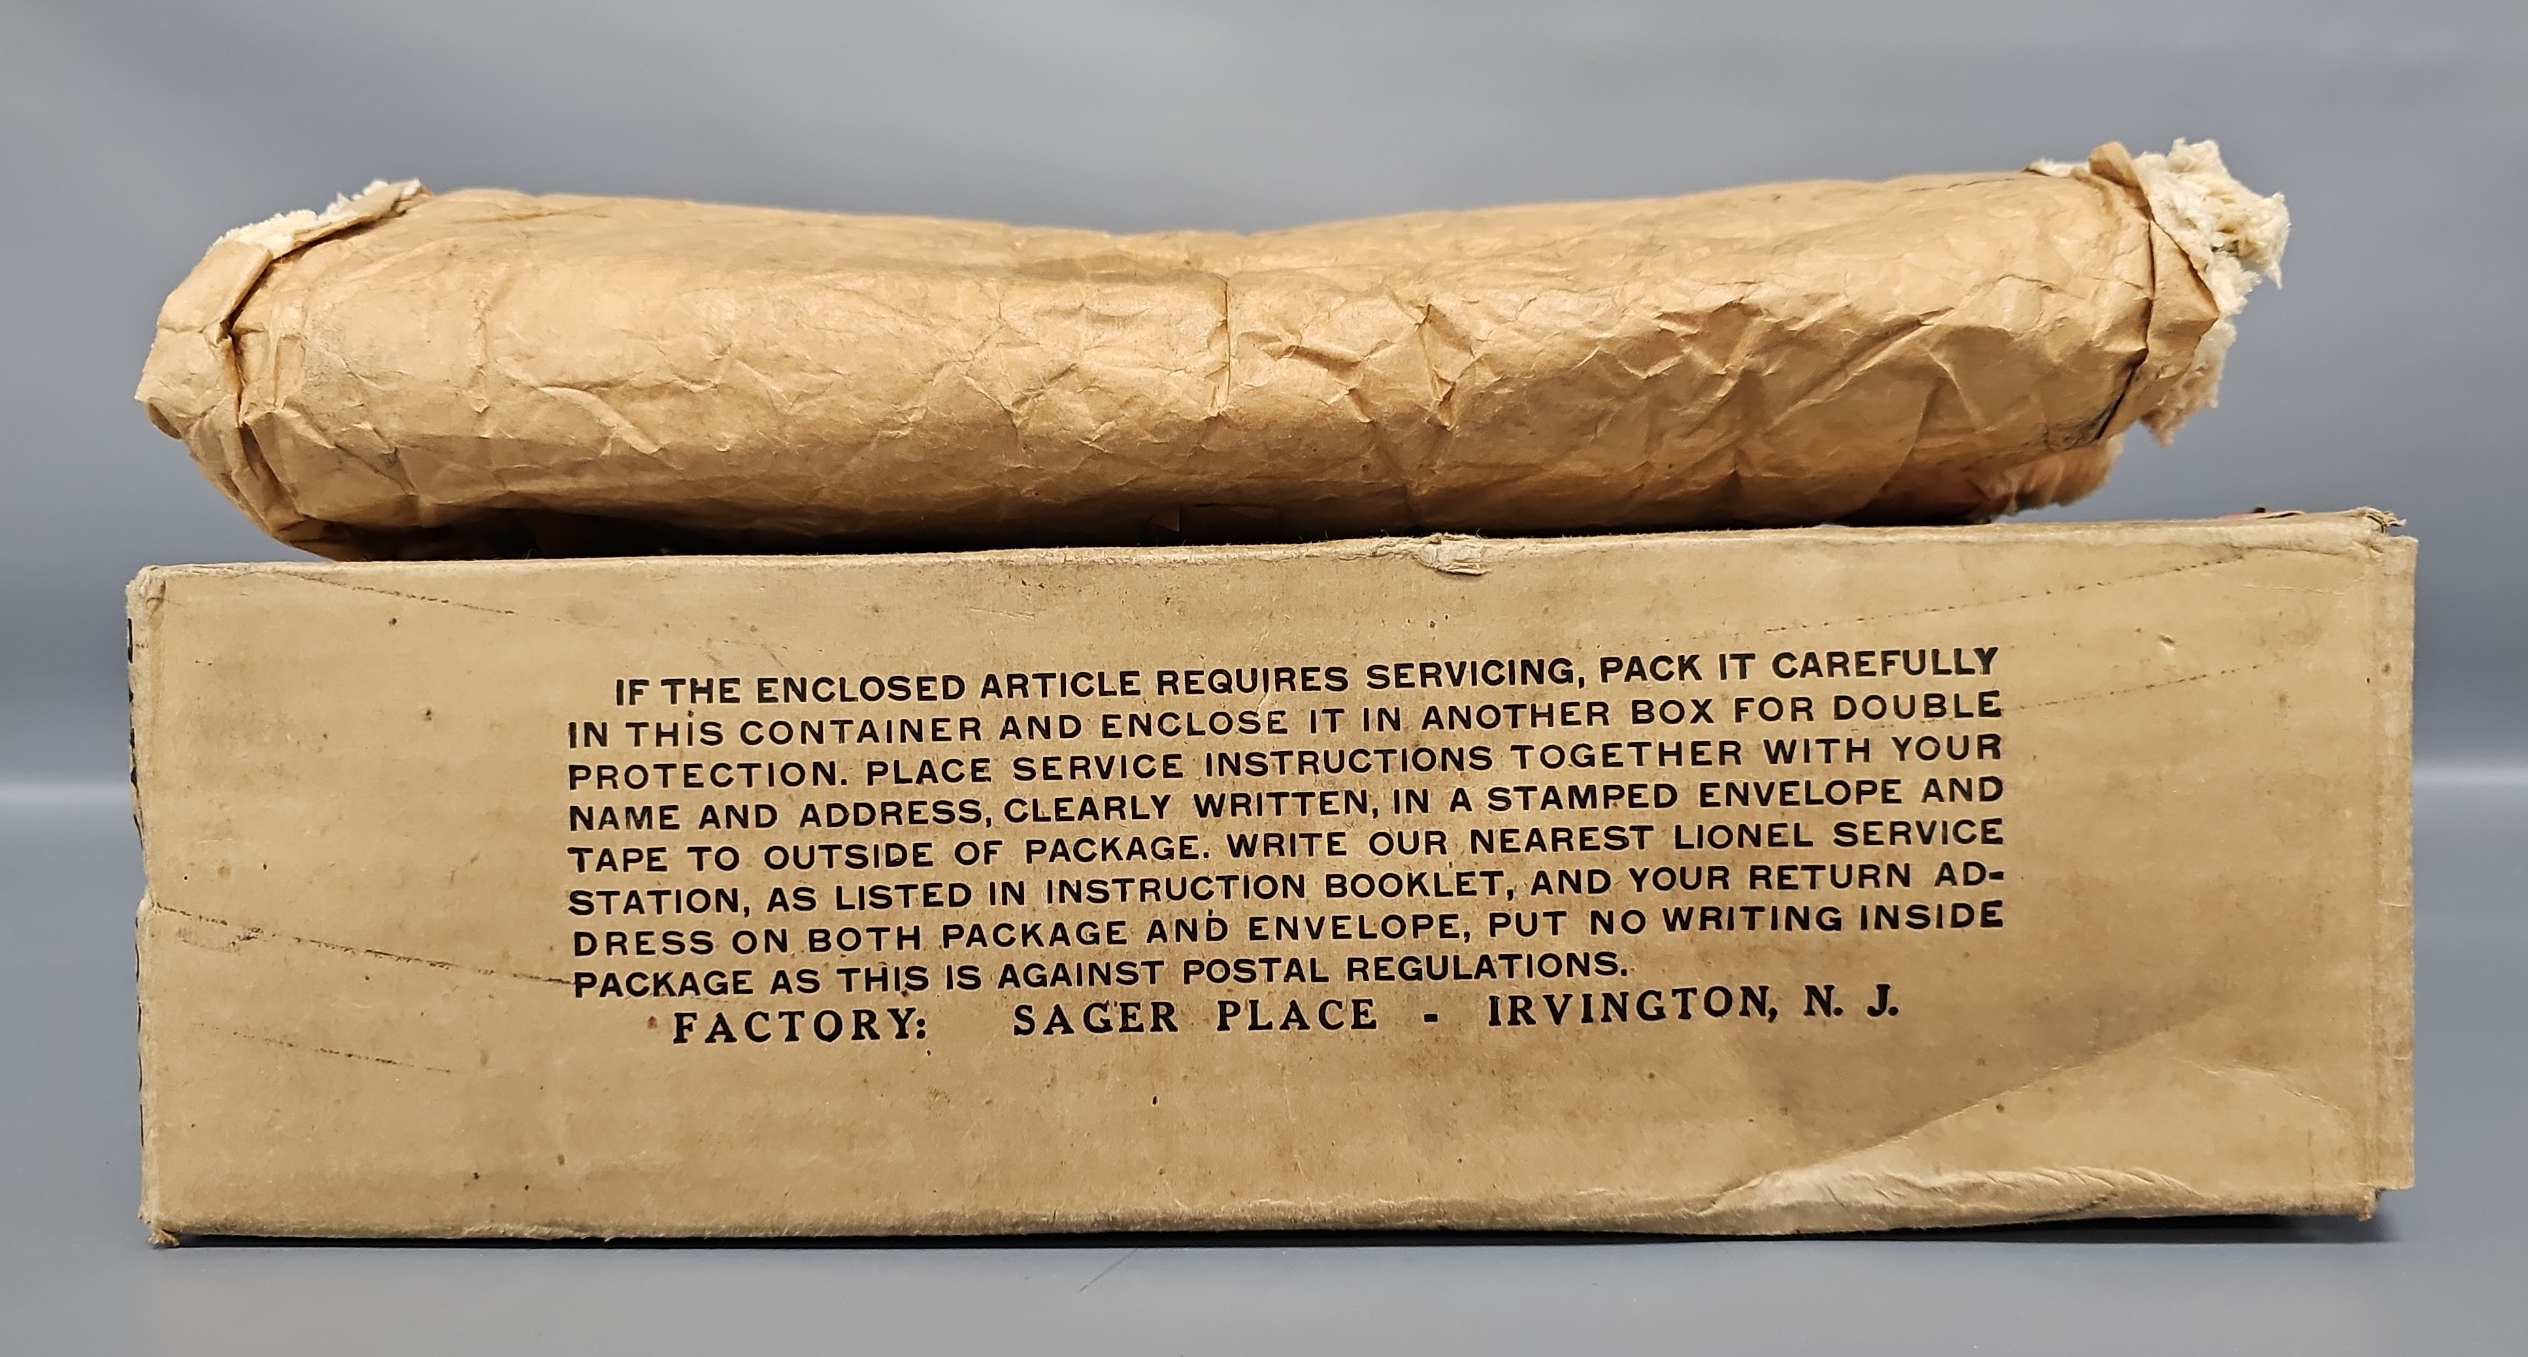 IF THE ENCLOSED ARTICLE REQUIRES SERVICING, PACK IT CAREFULLY
IN THIS CONTAINER AND ENCLOSE IT IN ANOTHER BOX FOR DOUBLE
PROTECTION. PLACE SERVICE INSTRUCTIONS TOGETHER WITH YOUR
NAME AND ADDRESS, CLEARLY WRITTEN, IN A STAMPED ENVELOPE AND
TAPE TO OUTSIDE OF PACKAGE. WRITE OUR NEAREST LIONEL SERVICE
STATION, AS LISTED IN INSTRUCTION BOOKLET, AND YOUR RETURN AD-
DRESS ON BOTH PACKAGE AND ENVELOPE, PUT NO WRITING INSIDE
PACKAGE AS THIS IS AGAINST POSTAL REGULATIONS.
FACTORY: SAGER PLACE - IRVINGTON, N. J.